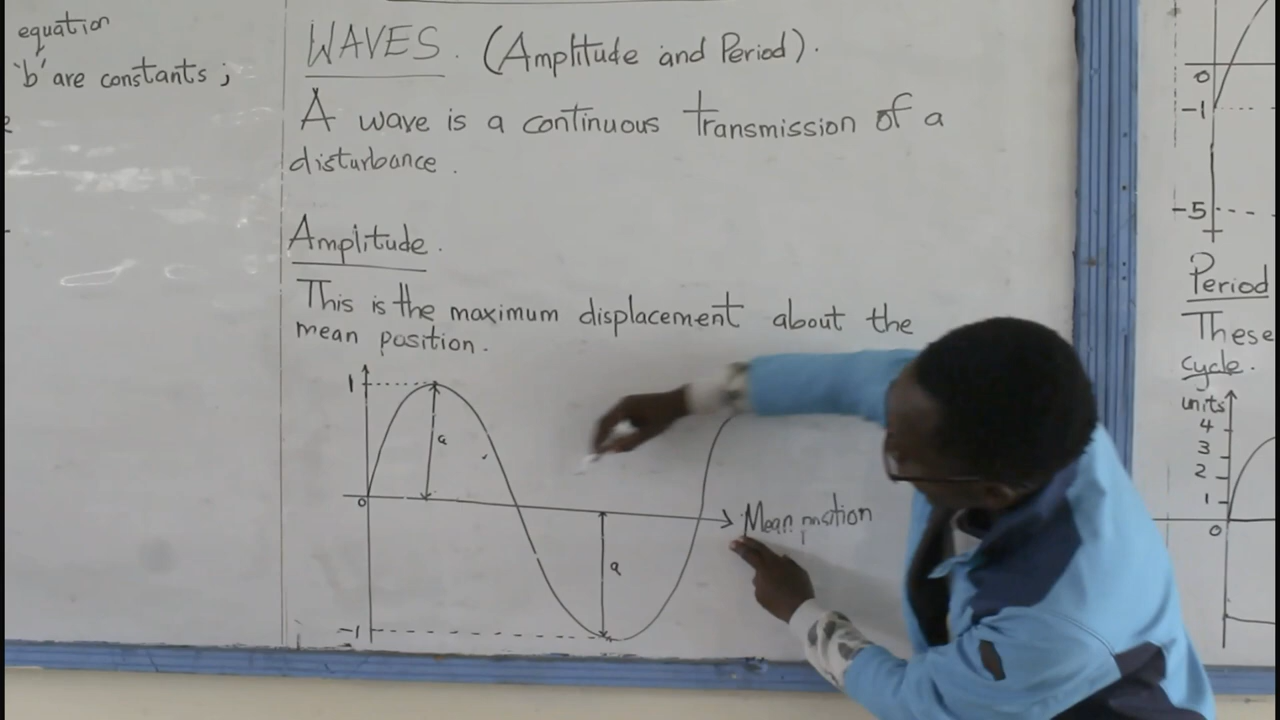 equation
'b' are constants;
WAVES. (Amplitude and Period).
A wave is a continuous transmission of a
disturbance.
Amplitude.
This is the maximum displacement about the
mean position.
1
a
0
Mean motion
a
-1
0
-1
-5
Period
These
cycle.
units
4
3
2
1
0